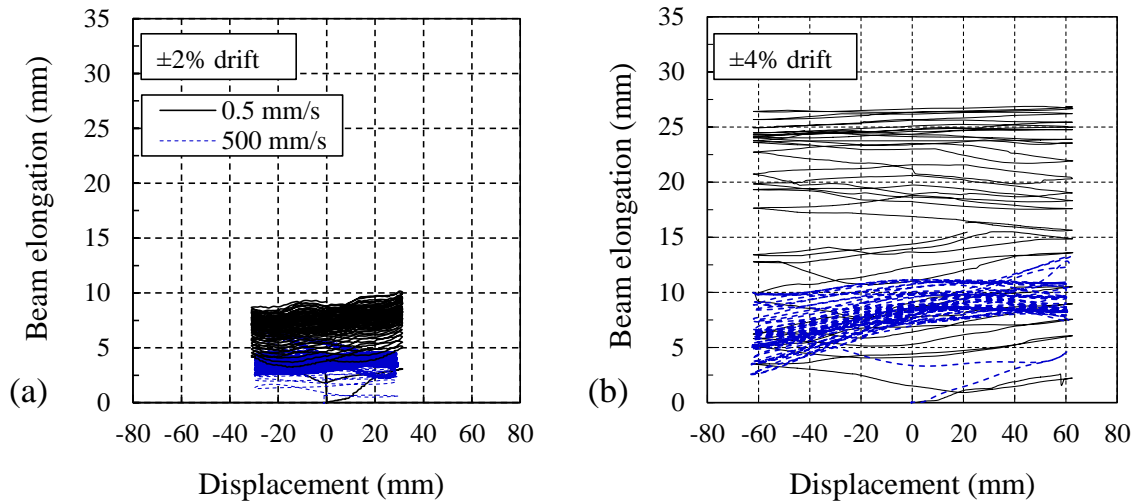 35
30
25
20
15
10
5
0
Beam elongation (mm)
±2% drift
0.5 mm/s
500 mm/s
(a)
-80 -60 -40 -20 0 20 40 60 80
Displacement (mm)
35
30
25
20
15
10
5
0
Beam elongation (mm)
±4% drift
(b)
-80 -60 -40 -20 0 20 40 60 80
Displacement (mm)